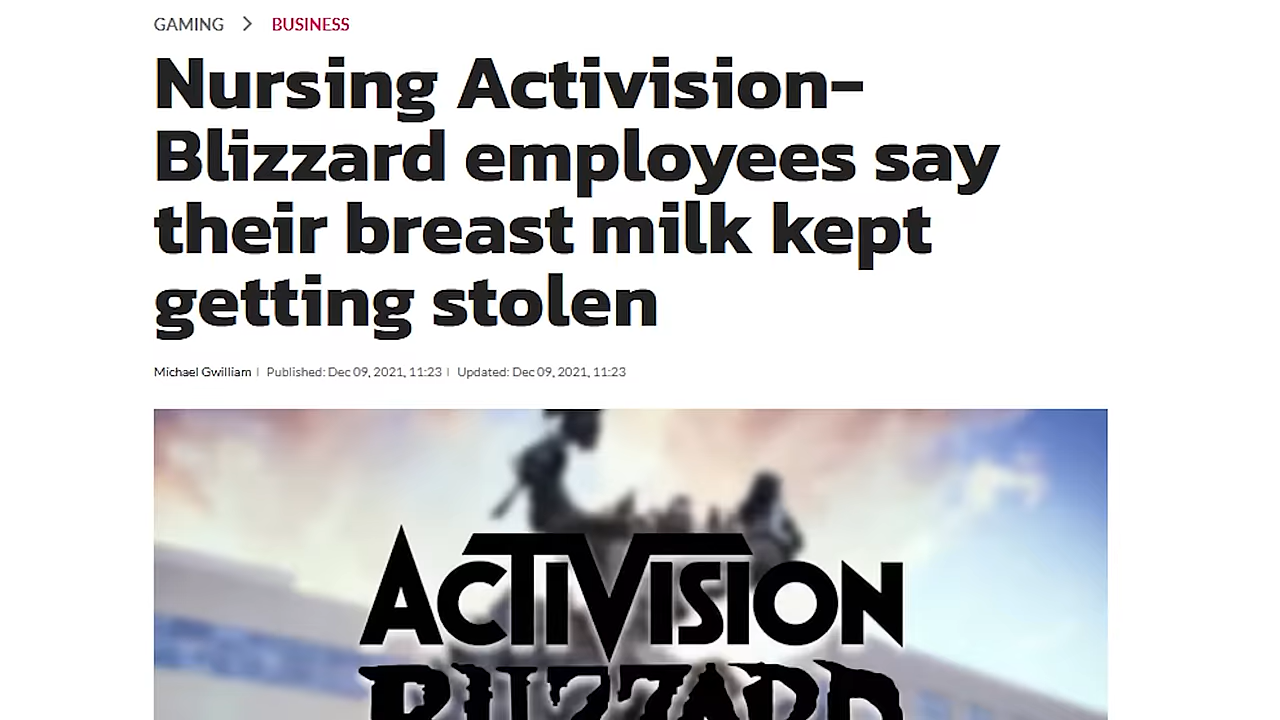 GAMING > BUSINESS
Nursing Activision-
Blizzard employees say
their breast milk kept
getting stolen
Michael Gwilliam | Published: Dec 09, 2021, 11:23 | Updated: Dec 09, 2021, 11:23
ACTIVISION
BLIZZARD